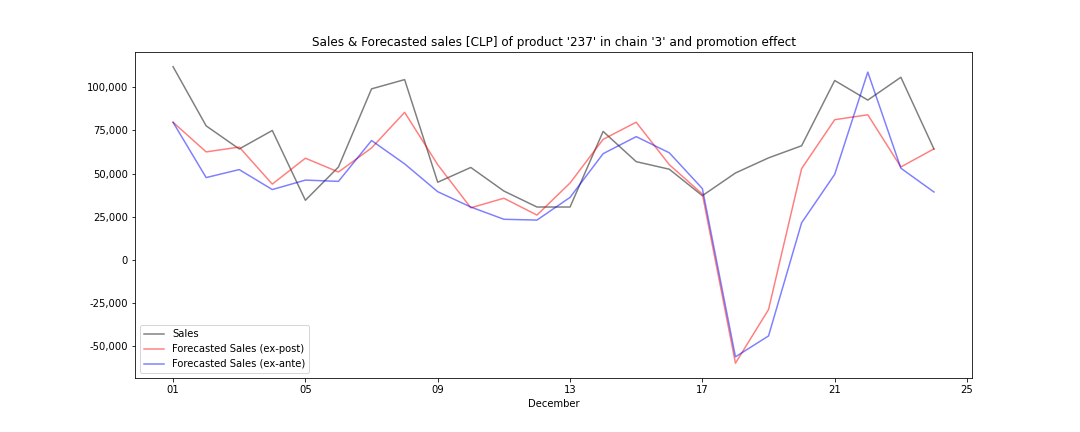 Sales & Forecasted sales [CLP] of product '237' in chain '3' and promotion effect
100,000
75,000
50,000
25,000
0
-25,000
-50,000
Sales
Forecasted Sales (ex-post)
Forecasted Sales (ex-ante)
01 05 09 13 17 21 25
December